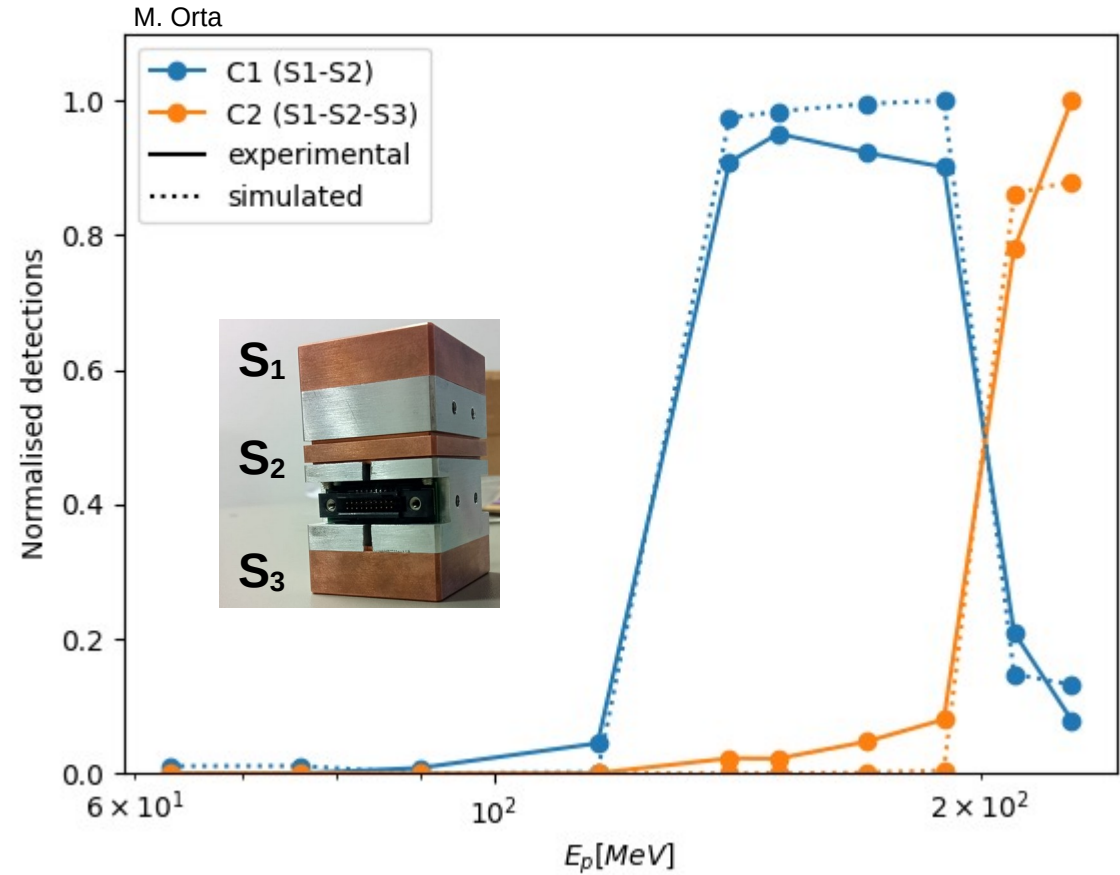 M. Orta
C1 (S1-S2)
C2 (S1-S2-S3)
experimental
simulated
1.0
0.8
0.6
0.4
0.2
0.0
Normalised detections
S₁
S₂
S₃
6 × 10¹
10²
2 × 10²
Eₚ[MeV]